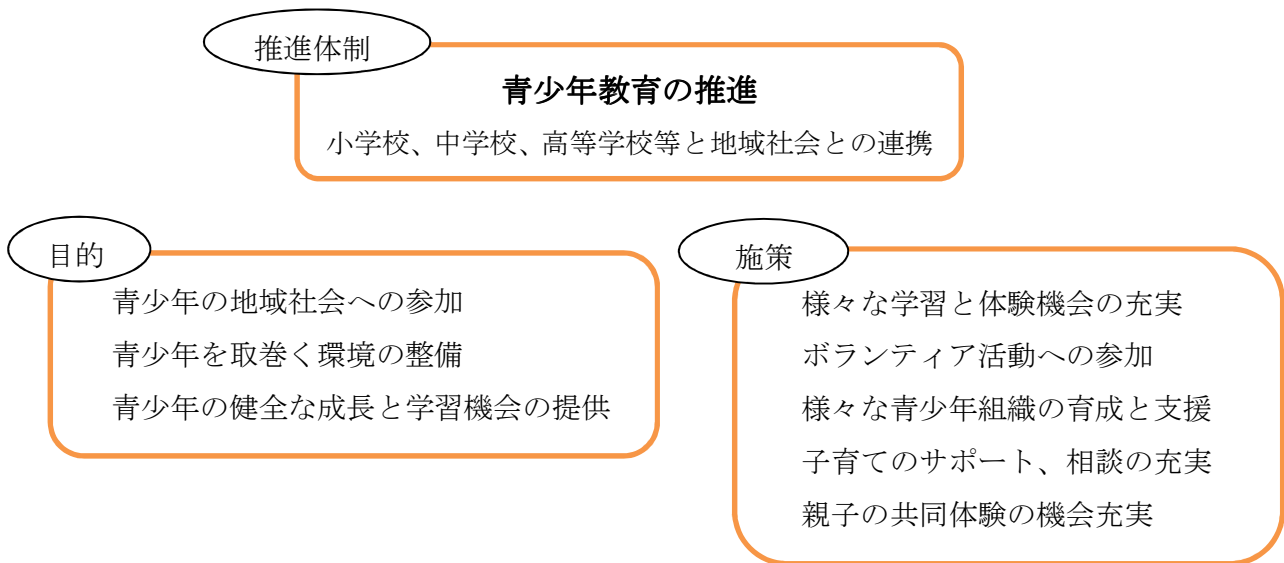 推進体制
青少年教育の推進
小学校、中学校、高等学校等と地域社会との連携
目的
青少年の地域社会への参加
青少年を取巻く環境の整備
青少年の健全な成長と学習機会の提供
施策
様々な学習と体験機会の充実
ボランティア活動への参加
様々な青少年組織の育成と支援
子育てのサポート、相談の充実
親子の共同体験の機会充実